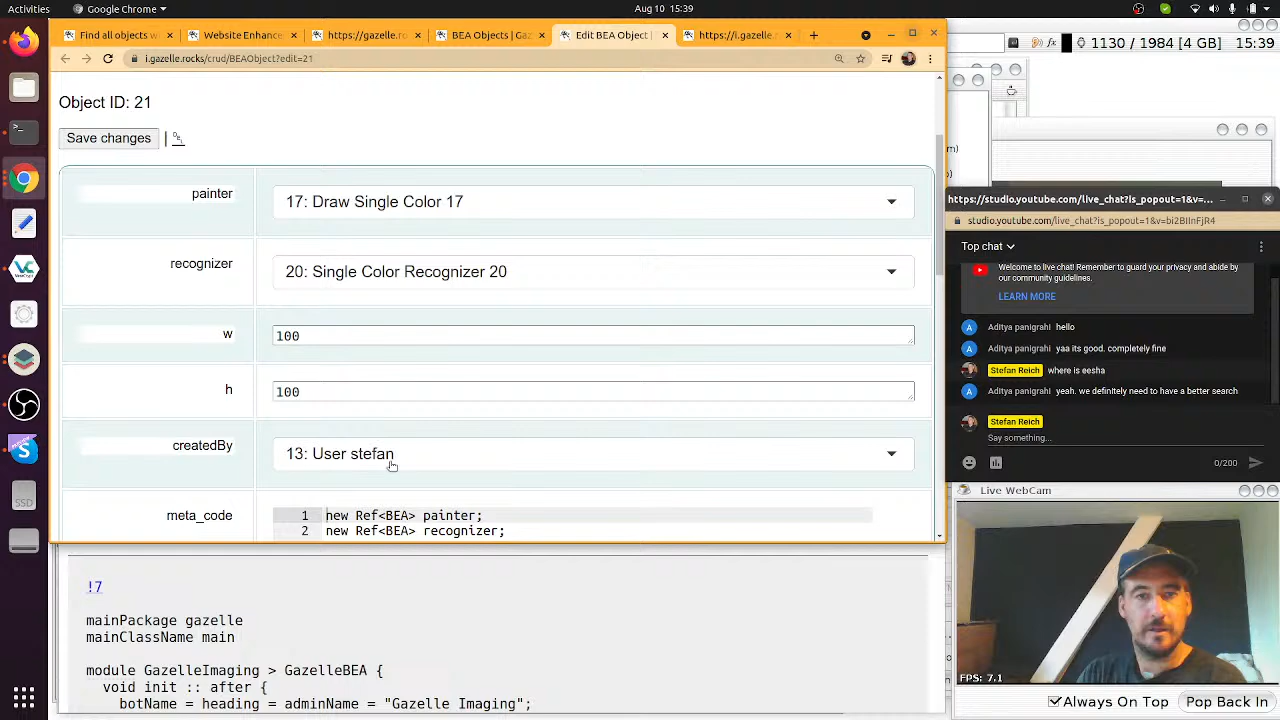 Activities
Google Chrome
Aug 10 15:39
Find all objects w
Website Enhance
https://gazelle.ro
BEA Objects | Gaz
Edit BEA Object |
https://i.gazelle.r
fx
1130 / 1984 [4 GB]
15:39
i.gazelle.rocks/crud/BEAObject?edit=21
Object ID: 21
Save changes
|
painter
17: Draw Single Color 17
recognizer
20: Single Color Recognizer 20
w
100
h
100
createdBy
13: User stefan
meta_code
1 new Ref<BEA> painter;
2 new Ref<BEA> recognizer;
!7
mainPackage gazelle
mainClassName main
module GazelleImaging > GazelleBEA {
void init :: after {
botName = heading = adminName = "Gazelle Imaging";
https://studio.youtube.com/live_chat?is_popout=1&v=...
studio.youtube.com/live_chat?is_popout=1&v=bi2BIInFjR4
Top chat
Welcome to live chat! Remember to guard your privacy and abide by
our community guidelines.
LEARN MORE
A Aditya panigrahi hello
A Aditya panigrahi yaa its good. completely fine
Stefan Reich where is eesha
A Aditya panigrahi yeah. we definitely need to have a better search
Stefan Reich
Say something...
0/200
Live WebCam
FPS: 7.1
Always On Top
Pop Back In
SSD